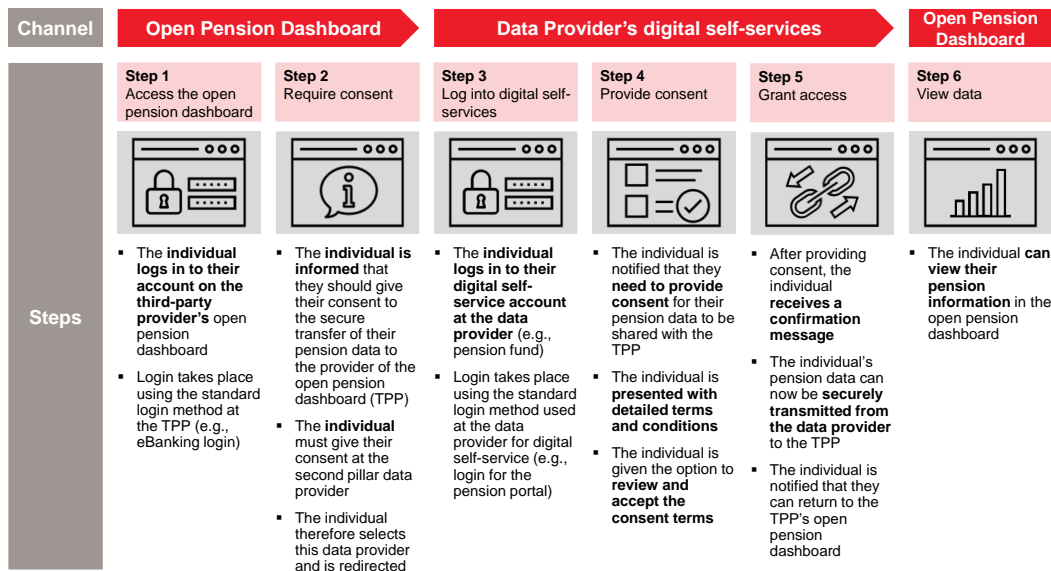 Channel
Open Pension Dashboard
Data Provider's digital self-services
Open Pension
Dashboard
Steps
Step 1
Access the open
pension dashboard
▪ The individual
logs in to their
account on the
third-party
provider's open
pension
dashboard
▪ Login takes place
using the standard
login method at
the TPP (e.g.,
eBanking login)
Step 2
Require consent
▪ The individual is
informed that
they should give
their consent to
the secure
transfer of their
pension data to
the provider of the
open pension
dashboard (TPP)
▪ The individual
must give their
consent at the
second pillar data
provider
▪ The individual
therefore selects
this data provider
and is redirected
Step 3
Log into digital self-
services
▪ The individual
logs in to their
digital self-
service account
at the data
provider (e.g.,
pension fund)
▪ Login takes place
using the standard
login method used
at the data
provider for digital
self-service (e.g.,
login for the
pension portal)
Step 4
Provide consent
▪ The individual is
notified that they
need to provide
consent for their
pension data to be
shared with the
TPP
▪ The individual is
presented with
detailed terms
and conditions
▪ The individual is
given the option to
review and
accept the
consent terms
Step 5
Grant access
▪ After providing
consent, the
individual
receives a
confirmation
message
▪ The individual's
pension data can
now be securely
transmitted from
the data provider
to the TPP
▪ The individual is
notified that they
can return to the
TPP's open
pension
dashboard
Step 6
View data
▪ The individual can
view their
pension
information in the
open pension
dashboard